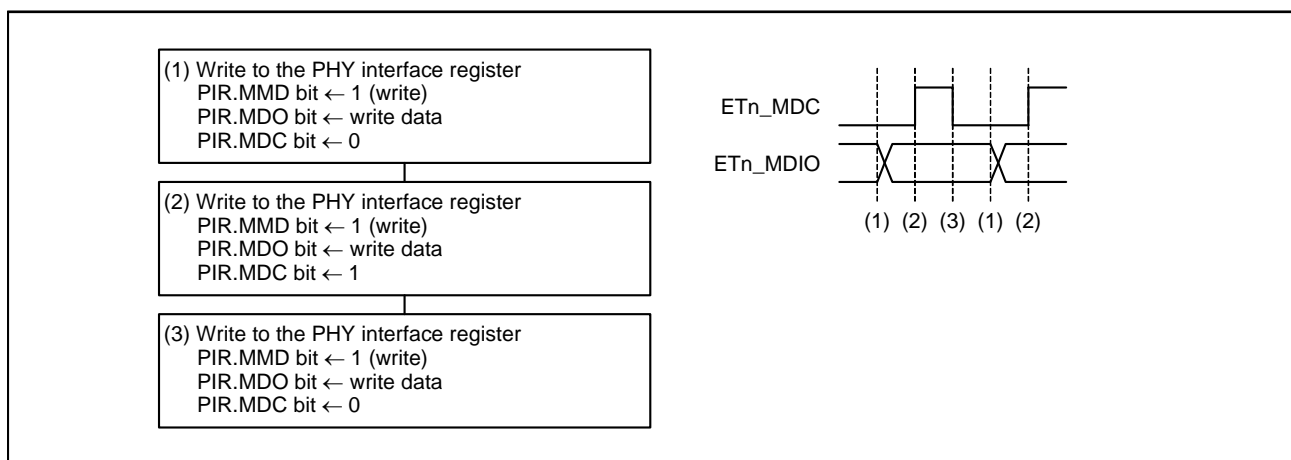 (1) Write to the PHY interface register
PIR.MMD bit ← 1 (write)
PIR.MDO bit ← write data
PIR.MDC bit ← 0
(2) Write to the PHY interface register
PIR.MMD bit ← 1 (write)
PIR.MDO bit ← write data
PIR.MDC bit ← 1
(3) Write to the PHY interface register
PIR.MMD bit ← 1 (write)
PIR.MDO bit ← write data
PIR.MDC bit ← 0
ETn_MDC
ETn_MDIO
(1) (2) (3) (1) (2)